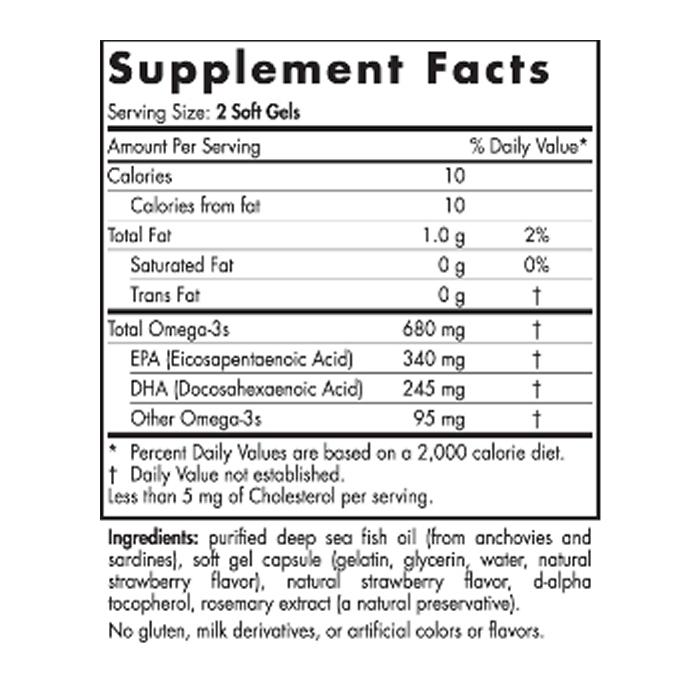 Supplement Facts
Serving Size: 2 Soft Gels
Amount Per Serving % Daily Value*
Calories 10
Calories from fat 10
Total Fat 1.0 g 2%
Saturated Fat 0 g 0%
Trans Fat 0 g †
Total Omega-3s 680 mg †
EPA (Eicosapentaenoic Acid) 340 mg †
DHA (Docosahexaenoic Acid) 245 mg †
Other Omega-3s 95 mg †
* Percent Daily Values are based on a 2,000 calorie diet.
† Daily Value not established.
Less than 5 mg of Cholesterol per serving.
Ingredients: purified deep sea fish oil (from anchovies and
sardines), soft gel capsule (gelatin, glycerin, water, natural
strawberry flavor), natural strawberry flavor, d-alpha
tocopherol, rosemary extract (a natural preservative).
No gluten, milk derivatives, or artificial colors or flavors.